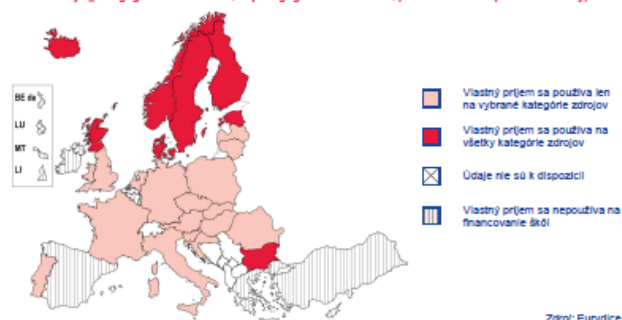 BE de
LU
MT
LI
Vlastný príjem sa používa len
na vybrané kategórie zdrojov
Vlastný príjem sa používa na
všetky kategórie zdrojov
Údaje nie sú k dispozícii
Vlastný príjem sa nepoužíva na
financovanie škôl
Zdroj: Eurydice